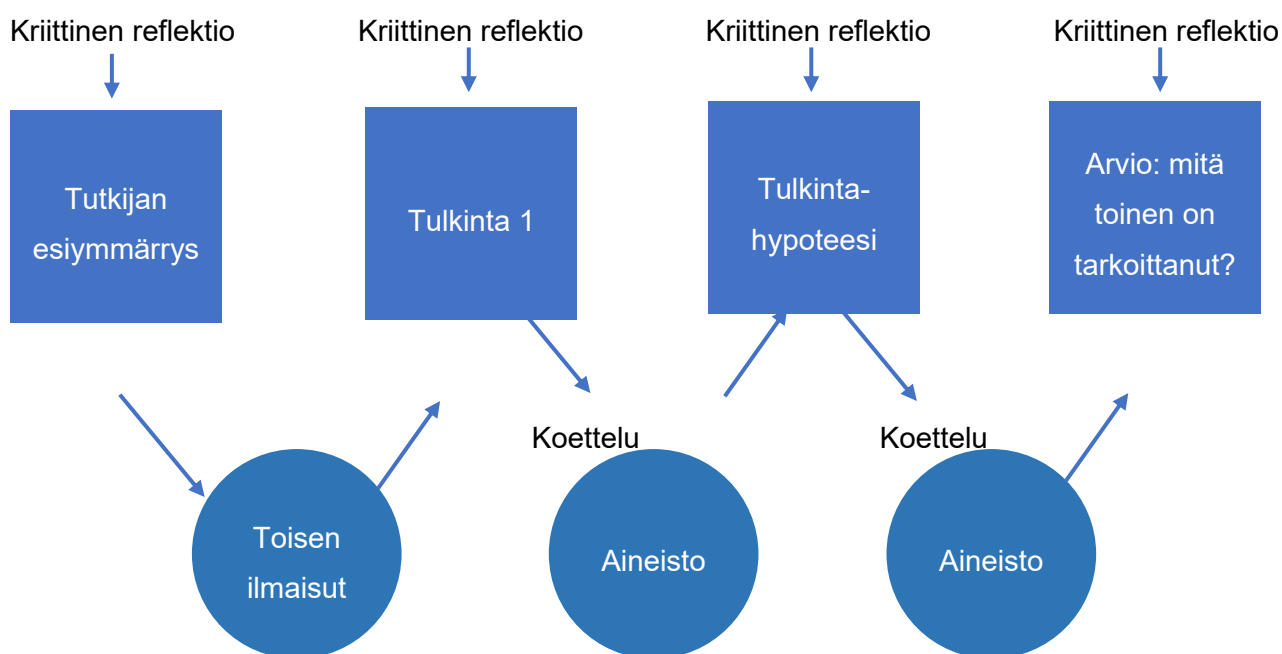 Kriittinen reflektio
Kriittinen reflektio
Kriittinen reflektio
Kriittinen reflektio
Tutkijan
esiymmärrys
Tulkinta 1
Tulkinta-
hypoteesi
Arvio: mitä
toinen on
tarkoittanut?
Koettelu
Koettelu
Toisen
ilmaisut
Aineisto
Aineisto